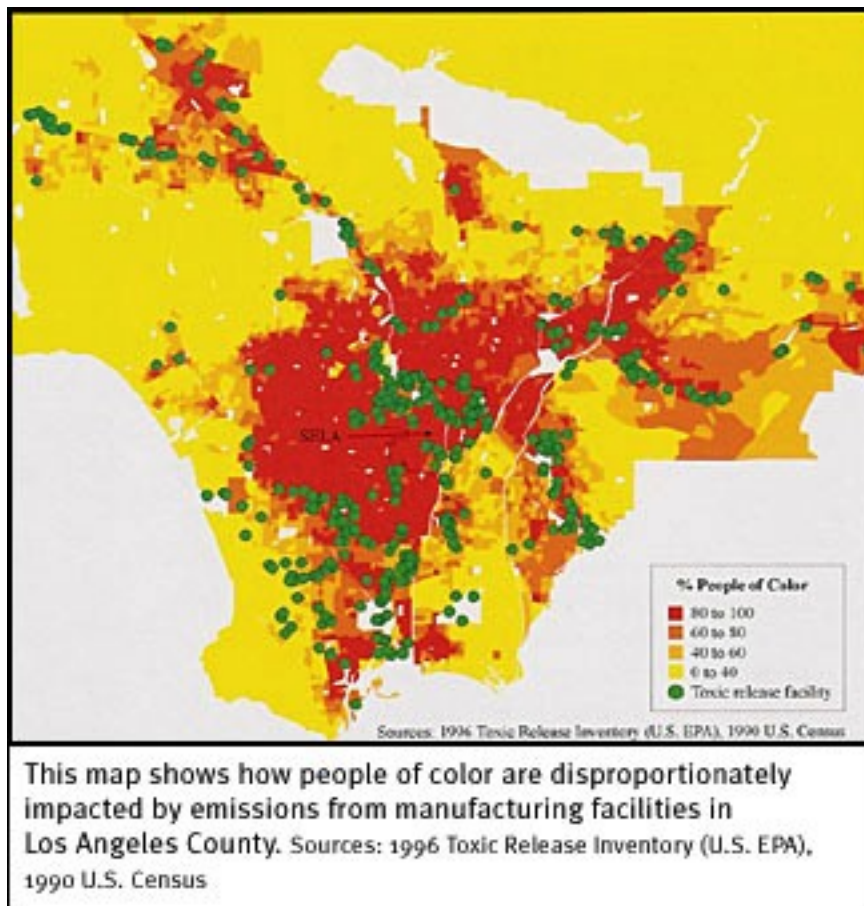 SELA
% People of Color
80 to 100
60 to 80
40 to 60
0 to 40
Toxic release facility
Sources: 1996 Toxic Release Inventory (U.S. EPA), 1990 U.S. Census
This map shows how people of color are disproportionately
impacted by emissions from manufacturing facilities in
Los Angeles County. Sources: 1996 Toxic Release Inventory (U.S. EPA),
1990 U.S. Census